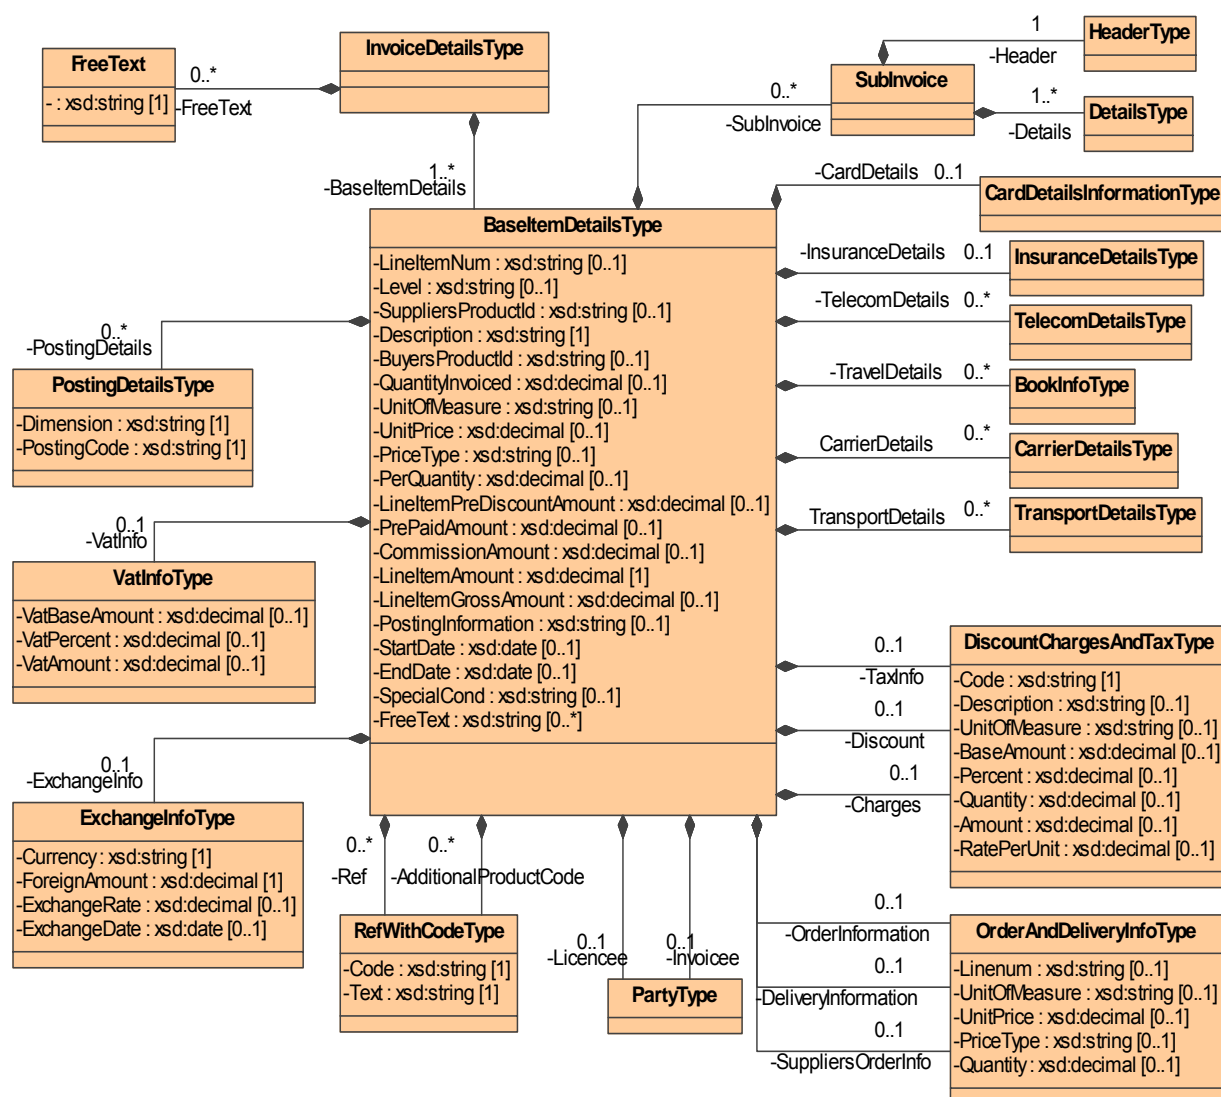 InvoiceDetailsType
FreeText
- : xsd:string [1]
0..*
-FreeText
1..*
-BaseItemDetails
SubInvoice
0..*
-SubInvoice
1
-Header
HeaderType
1..*
-Details
DetailsType
BaseItemDetailsType
-LineItemNum : xsd:string [0..1]
-Level : xsd:string [0..1]
-SuppliersProductId : xsd:string [0..1]
-Description : xsd:string [1]
-BuyersProductId : xsd:string [0..1]
-QuantityInvoiced : xsd:decimal [0..1]
-UnitOfMeasure : xsd:string [0..1]
-UnitPrice : xsd:decimal [0..1]
-PriceType : xsd:string [0..1]
-PerQuantity : xsd:decimal [0..1]
-LineItemPreDiscountAmount : xsd:decimal [0..1]
-PrePaidAmount : xsd:decimal [0..1]
-CommissionAmount : xsd:decimal [0..1]
-LineItemAmount : xsd:decimal [1]
-LineItemGrossAmount : xsd:decimal [0..1]
-PostingInformation : xsd:string [0..1]
-StartDate : xsd:date [0..1]
-EndDate : xsd:date [0..1]
-SpecialCond : xsd:string [0..1]
-FreeText : xsd:string [0..*]
-CardDetails 0..1
CardDetailsInformationType
-InsuranceDetails 0..1
InsuranceDetailsType
-TelecomDetails 0..*
TelecomDetailsType
-TravelDetails 0..*
BookInfoType
CarrierDetails 0..*
CarrierDetailsType
TransportDetails 0..*
TransportDetailsType
0..*
-PostingDetails
PostingDetailsType
-Dimension : xsd:string [1]
-PostingCode : xsd:string [1]
0..1
-VatInfo
VatInfoType
-VatBaseAmount : xsd:decimal [0..1]
-VatPercent : xsd:decimal [0..1]
-VatAmount : xsd:decimal [0..1]
0..1
-ExchangeInfo
ExchangeInfoType
-Currency : xsd:string [1]
-ForeignAmount : xsd:decimal [1]
-ExchangeRate : xsd:decimal [0..1]
-ExchangeDate : xsd:date [0..1]
0..1
-TaxInfo
0..1
-Discount
0..1
-Charges
DiscountChargesAndTaxType
-Code : xsd:string [1]
-Description : xsd:string [0..1]
-UnitOfMeasure : xsd:string [0..1]
-BaseAmount : xsd:decimal [0..1]
-Percent : xsd:decimal [0..1]
-Quantity : xsd:decimal [0..1]
-Amount : xsd:decimal [0..1]
-RatePerUnit : xsd:decimal [0..1]
0..*
-Ref
0..*
-AdditionalProductCode
RefWithCodeType
-Code : xsd:string [1]
-Text : xsd:string [1]
0..1
-Licencee
0..1
-Invoicee
PartyType
0..1
-OrderInformation
0..1
-DeliveryInformation
0..1
-SuppliersOrderInfo
OrderAndDeliveryInfoType
-Linenum : xsd:string [0..1]
-UnitOfMeasure : xsd:string [0..1]
-UnitPrice : xsd:decimal [0..1]
-PriceType : xsd:string [0..1]
-Quantity : xsd:decimal [0..1]